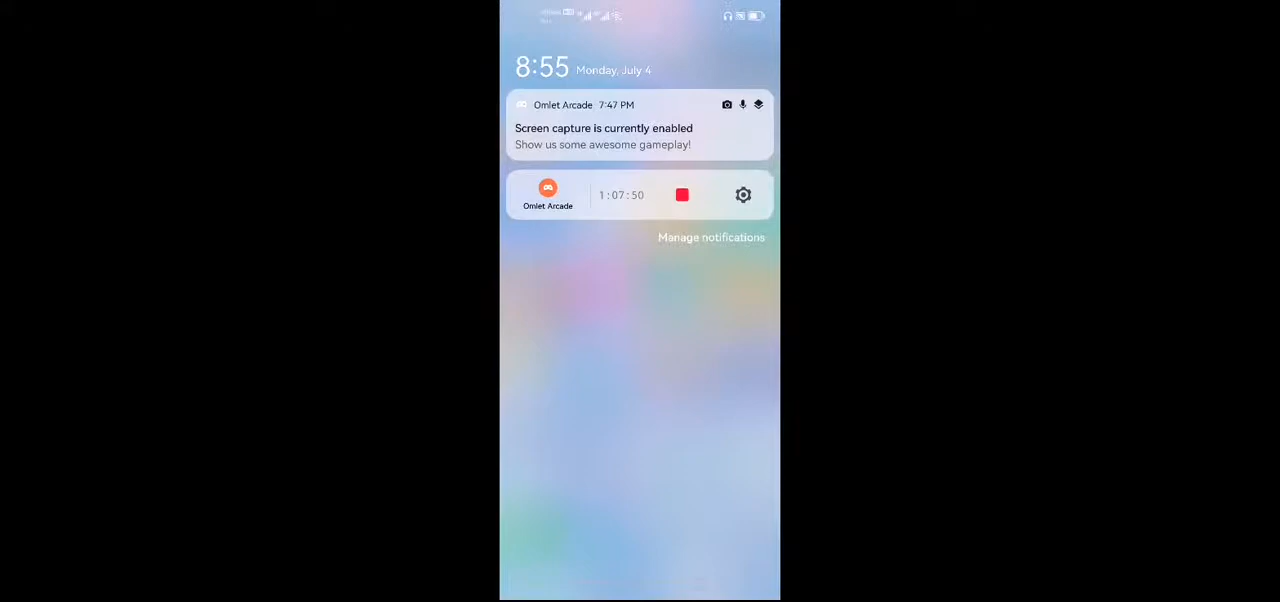 8:55 Monday, July 4
Omlet Arcade 7:47 PM
Screen capture is currently enabled
Show us some awesome gameplay!
Omlet Arcade
1:07:50
Manage notifications